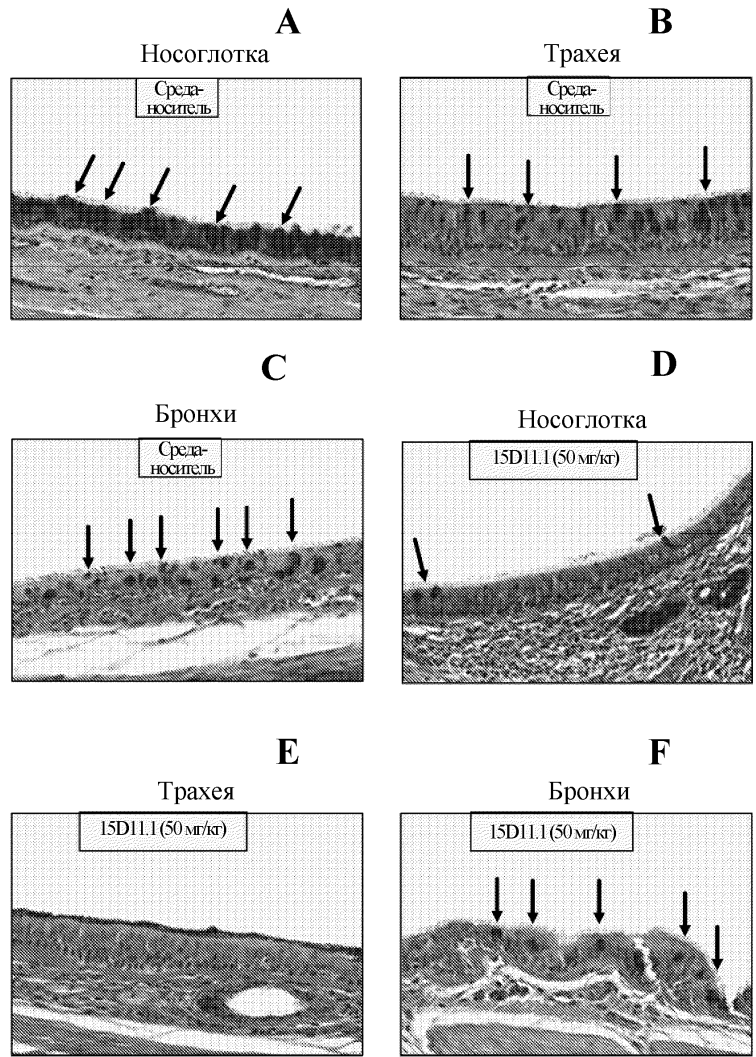 A
Носоглотка
Среда-
носитель
B
Трахея
Среда-
носитель
C
Бронхи
Среда-
носитель
D
Носоглотка
15D11.1 (50 мг/кг)
E
Трахея
15D11.1 (50 мг/кг)
F
Бронхи
15D11.1 (50 мг/кг)